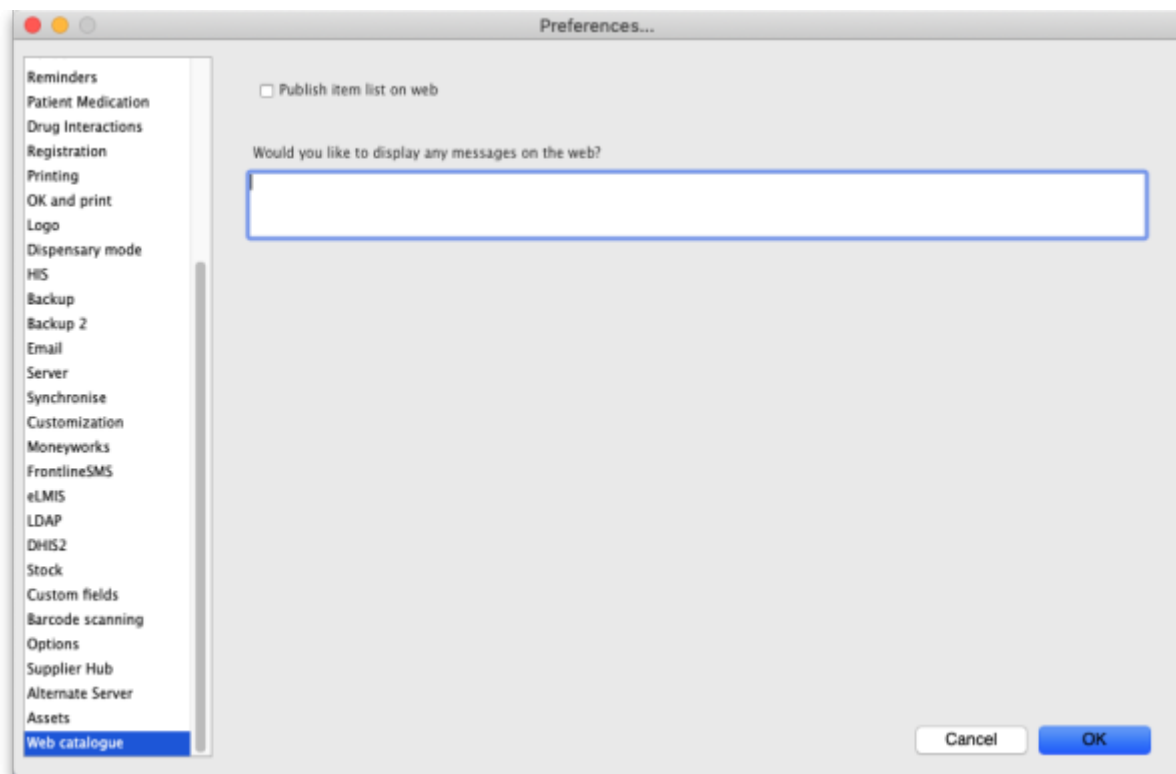 Preferences...
Reminders
Patient Medication
Drug Interactions
Registration
Printing
OK and print
Logo
Dispensary mode
HIS
Backup
Backup 2
Email
Server
Synchronise
Customization
Moneyworks
FrontlineSMS
eLMIS
LDAP
DHIS2
Stock
Custom fields
Barcode scanning
Options
Supplier Hub
Alternate Server
Assets
Web catalogue
Publish item list on web
Would you like to display any messages on the web?
Cancel
OK